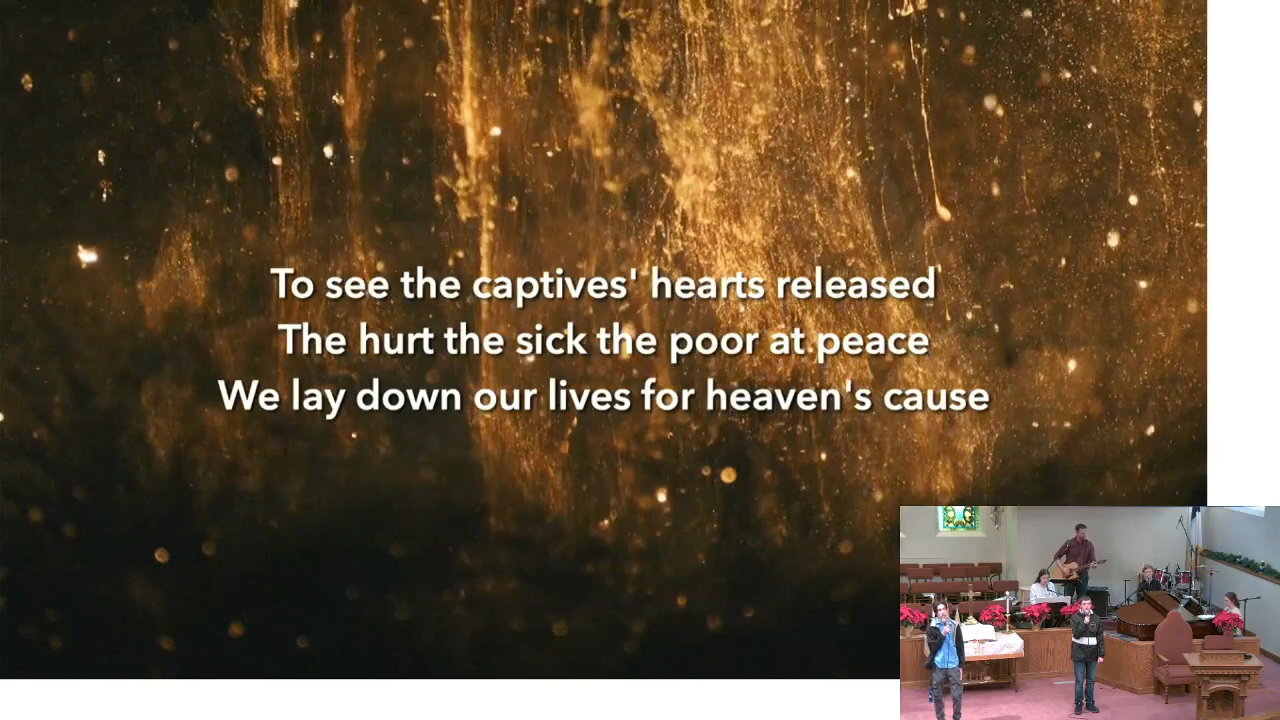 To see the captives' hearts released
The hurt the sick the poor at peace
We lay down our lives for heaven's cause